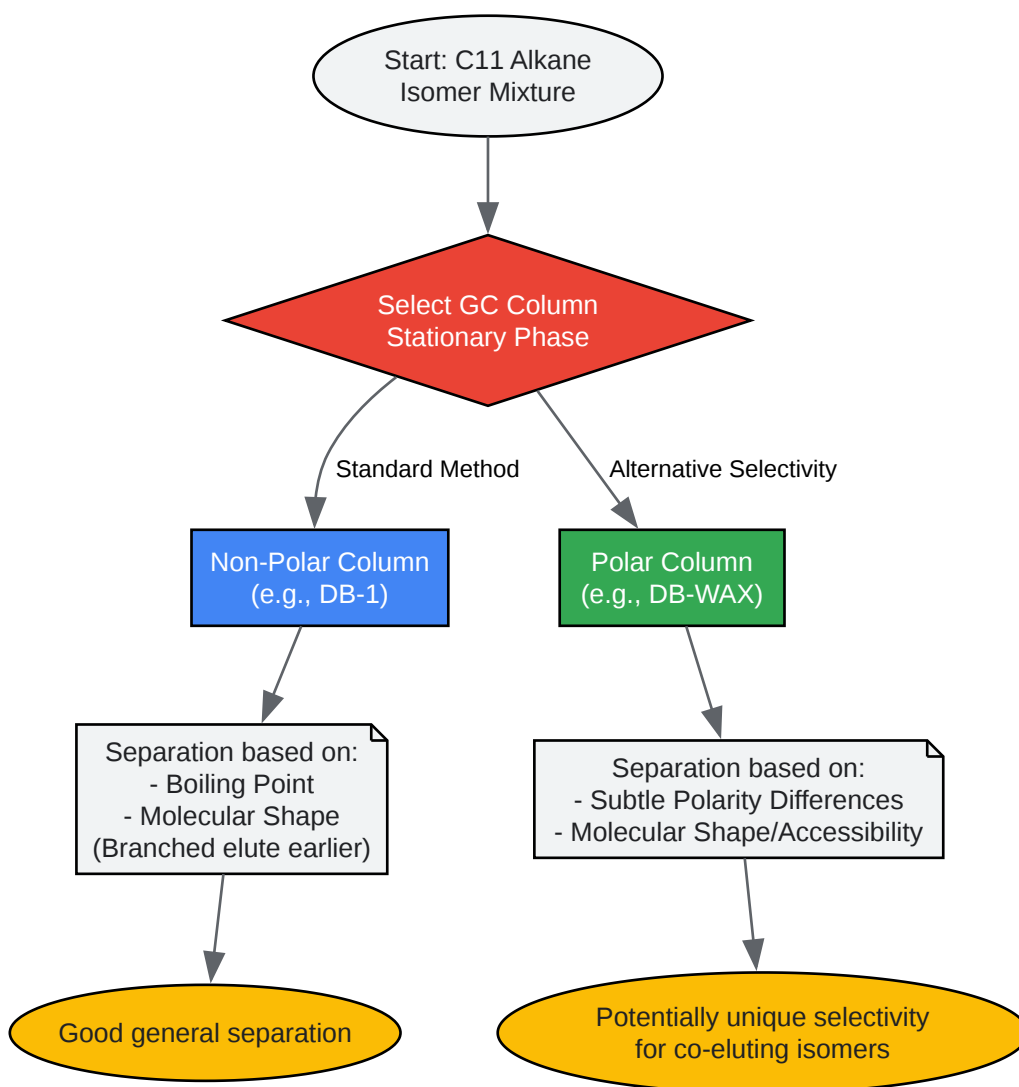 Start: C11 Alkane
Isomer Mixture
Select GC Column
Stationary Phase
Standard Method
Alternative Selectivity
Non-Polar Column
(e.g., DB-1)
Polar Column
(e.g., DB-WAX)
Separation based on:
- Boiling Point
- Molecular Shape
(Branched elute earlier)
Separation based on:
- Subtle Polarity Differences
- Molecular Shape/Accessibility
Good general separation
Potentially unique selectivity
for co-eluting isomers